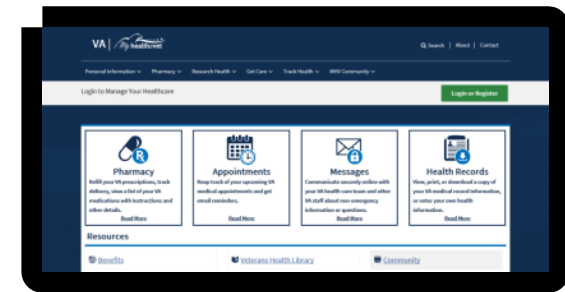 VA | My healthevet
Search | About | Contact
Personal Information Pharmacy Research Health Get Care Track Health MHV Community
Login to Manage Your Healthcare
Login or Register
Pharmacy
Refill your VA prescriptions, track
delivery, view a list of your VA
medications with instructions and
other details.
Read More
Appointments
Keep track of your upcoming VA
medical appointments and get
email reminders.
Read More
Messages
Communicate securely online with
your VA health care team and other
VA staff about non-emergency
information or questions.
Read More
Health Records
View, print, or download a copy of
your VA medical record information,
or enter your own health
information.
Read More
Resources
Benefits
Veterans Health Library
Community